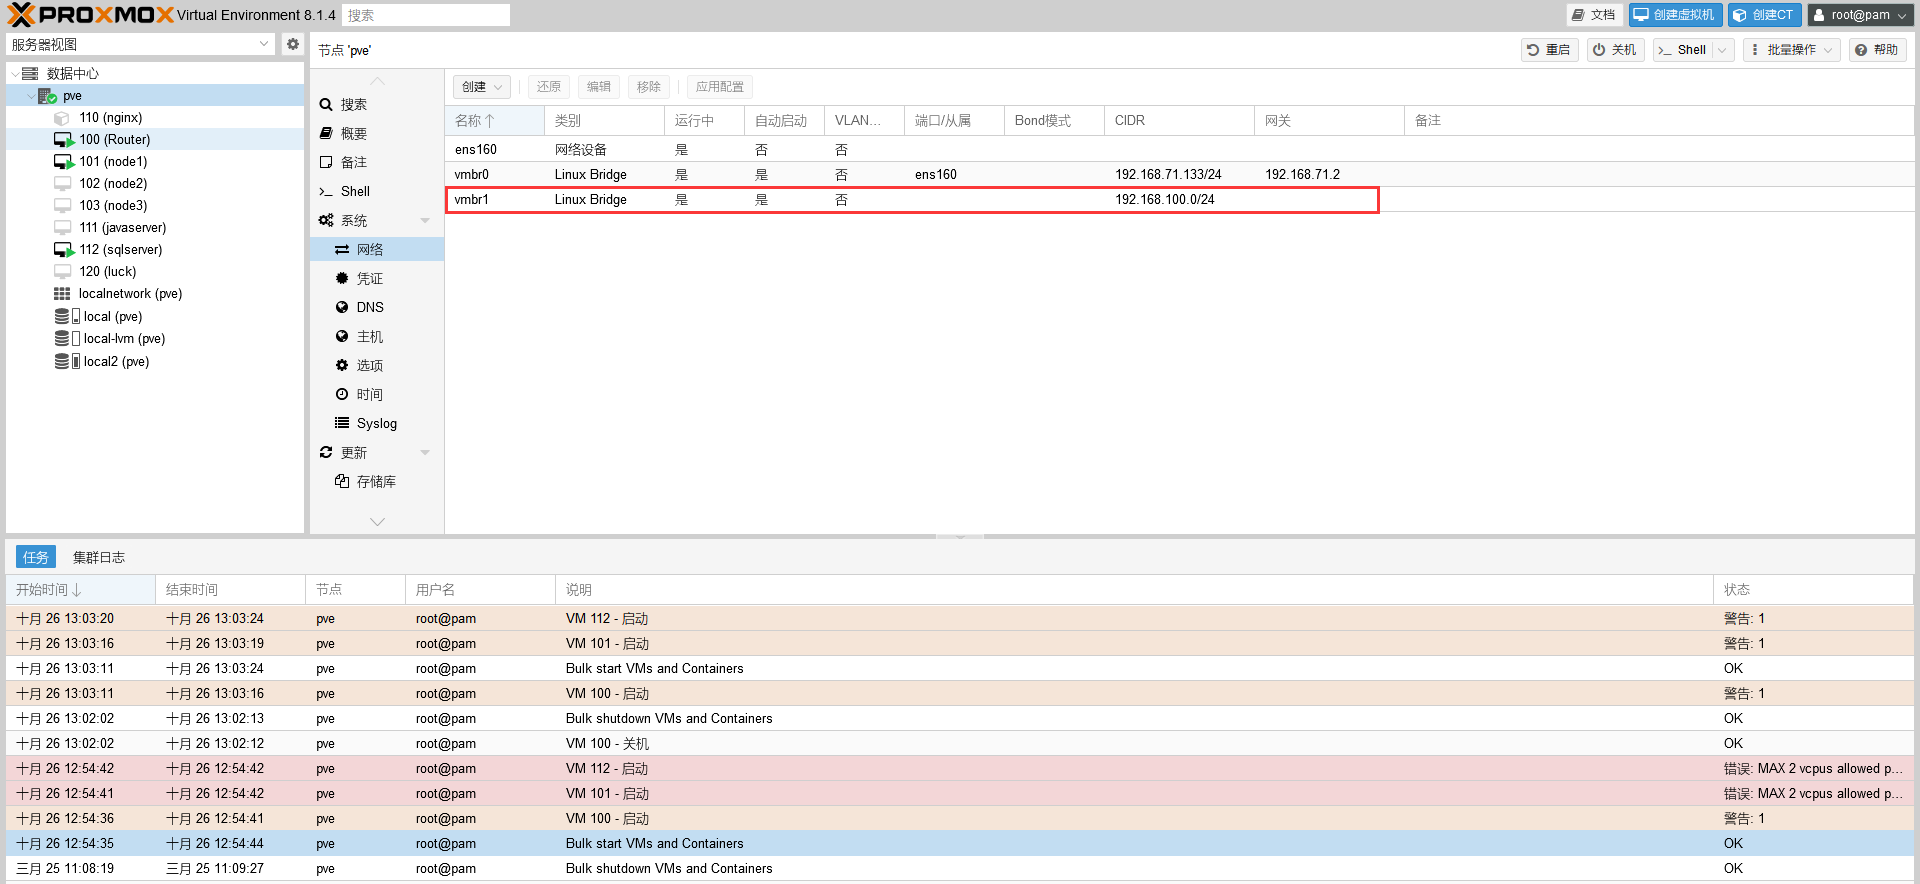 PROXMOX Virtual Environment 8.1.4 搜索 文档 创建虚拟机 创建CT root@pam
服务器视图
节点 'pve' 重启 关机 Shell 批量操作 帮助
数据中心
pve
110 (nginx)
100 (Router)
101 (node1)
102 (node2)
103 (node3)
111 (javaserver)
112 (sqlserver)
120 (luck)
localnetwork (pve)
local (pve)
local-lvm (pve)
local2 (pve)
搜索
概要
备注
Shell
系统
网络
凭证
DNS
主机
选项
时间
Syslog
更新
存储库
创建 还原 编辑 移除 应用配置
名称 类别 运行中 自动启动 VLAN... 端口/从属 Bond模式 CIDR 网关 备注
ens160 网络设备 是 否 否
vmbr0 Linux Bridge 是 是 否 ens160 192.168.71.133/24 192.168.71.2
vmbr1 Linux Bridge 是 是 否 192.168.100.0/24
任务 集群日志
开始时间 结束时间 节点 用户名 说明 状态
十月 26 13:03:20 十月 26 13:03:24 pve root@pam VM 112 - 启动 警告: 1
十月 26 13:03:16 十月 26 13:03:19 pve root@pam VM 101 - 启动 警告: 1
十月 26 13:03:11 十月 26 13:03:24 pve root@pam Bulk start VMs and Containers OK
十月 26 13:03:11 十月 26 13:03:16 pve root@pam VM 100 - 启动 警告: 1
十月 26 13:02:02 十月 26 13:02:13 pve root@pam Bulk shutdown VMs and Containers OK
十月 26 13:02:02 十月 26 13:02:12 pve root@pam VM 100 - 关机 OK
十月 26 12:54:42 十月 26 12:54:42 pve root@pam VM 112 - 启动 错误: MAX 2 vcpus allowed p...
十月 26 12:54:41 十月 26 12:54:42 pve root@pam VM 101 - 启动 错误: MAX 2 vcpus allowed p...
十月 26 12:54:36 十月 26 12:54:41 pve root@pam VM 100 - 启动 警告: 1
十月 26 12:54:35 十月 26 12:54:44 pve root@pam Bulk start VMs and Containers OK
三月 25 11:08:19 三月 25 11:09:27 pve root@pam Bulk shutdown VMs and Containers OK